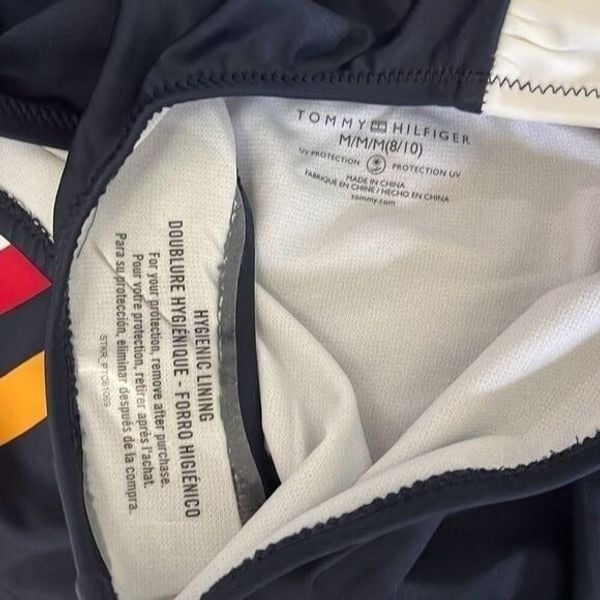 TOMMY HILFIGER
M/M/M(8/10)
UV PROTECTION PROTECTION UV
MADE IN CHINA
FABRIQUÉ EN CHINE / HECHO EN CHINA
tommy.com
HYGIENIC LINING
DOUBLURE HYGIÉNIQUE - FORRO HIGIÉNICO
For your protection, remove after purchase.
Pour votre protection, retirer après l'achat.
Para su protección, eliminar después de la compra.
STKR_PTO61069